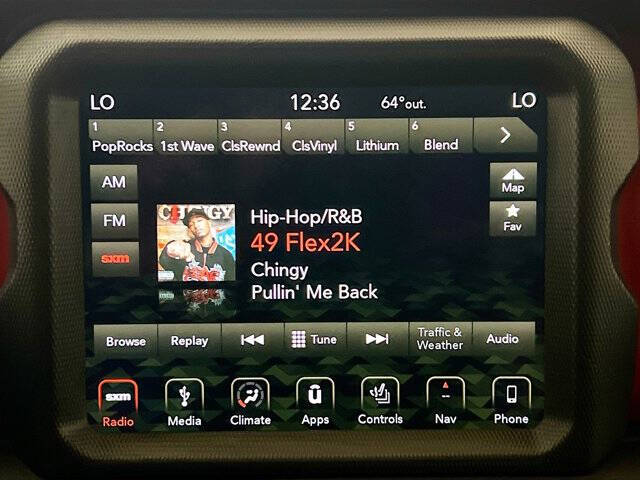 LO 12:36 64°out. LO
1 PopRocks 2 1st Wave 3 ClsRewnd 4 ClsVinyl 5 Lithium 6 Blend >
AM
Map
FM
Fav
sxm
CHINGY
Hip-Hop/R&B
49 Flex2K
Chingy
Pullin' Me Back
Browse Replay Tune Traffic & Weather Audio
sxm
Radio Media Climate Apps Controls Nav Phone